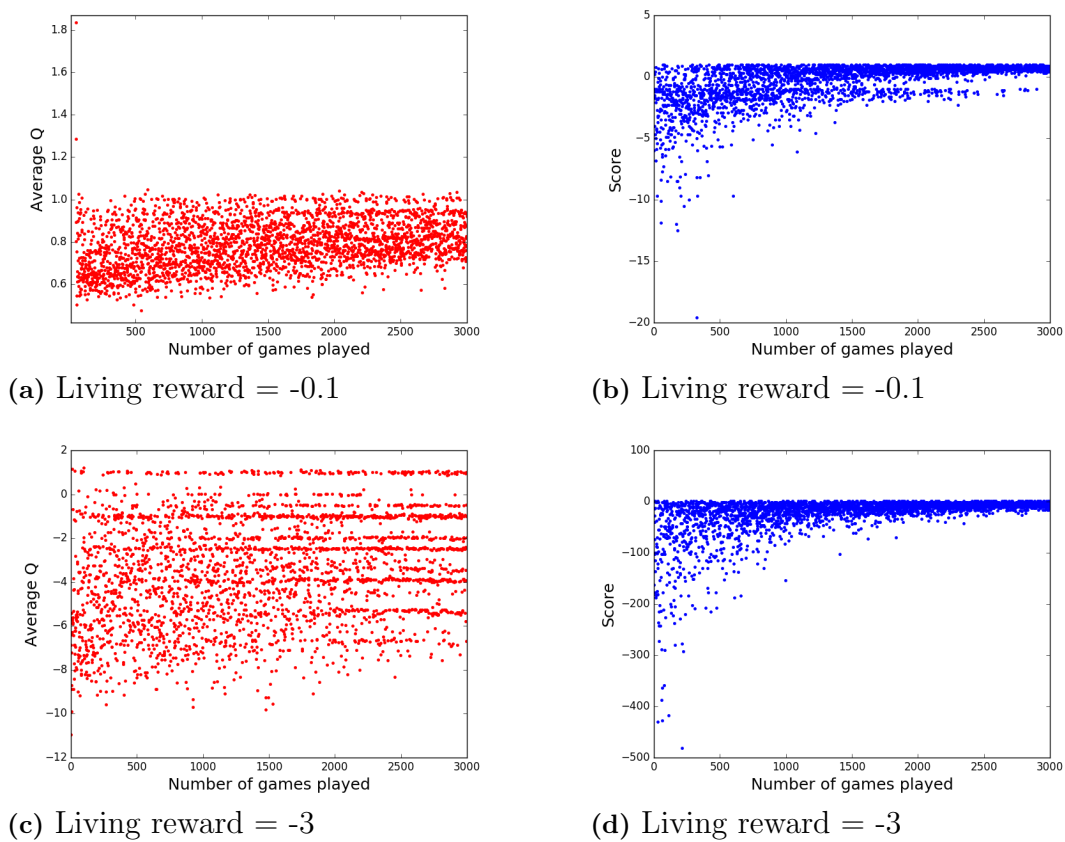 1.8
1.6
1.4
1.2
1.0
0.8
0.6
Average Q
500 1000 1500 2000 2500 3000
Number of games played
(a) Living reward = -0.1
5
0
−5
−10
−15
−20
Score
0 500 1000 1500 2000 2500 3000
Number of games played
(b) Living reward = -0.1
2
0
−2
−4
−6
−8
−10
−12
Average Q
0 500 1000 1500 2000 2500 3000
Number of games played
(c) Living reward = -3
100
0
−100
−200
−300
−400
−500
Score
0 500 1000 1500 2000 2500 3000
Number of games played
(d) Living reward = -3